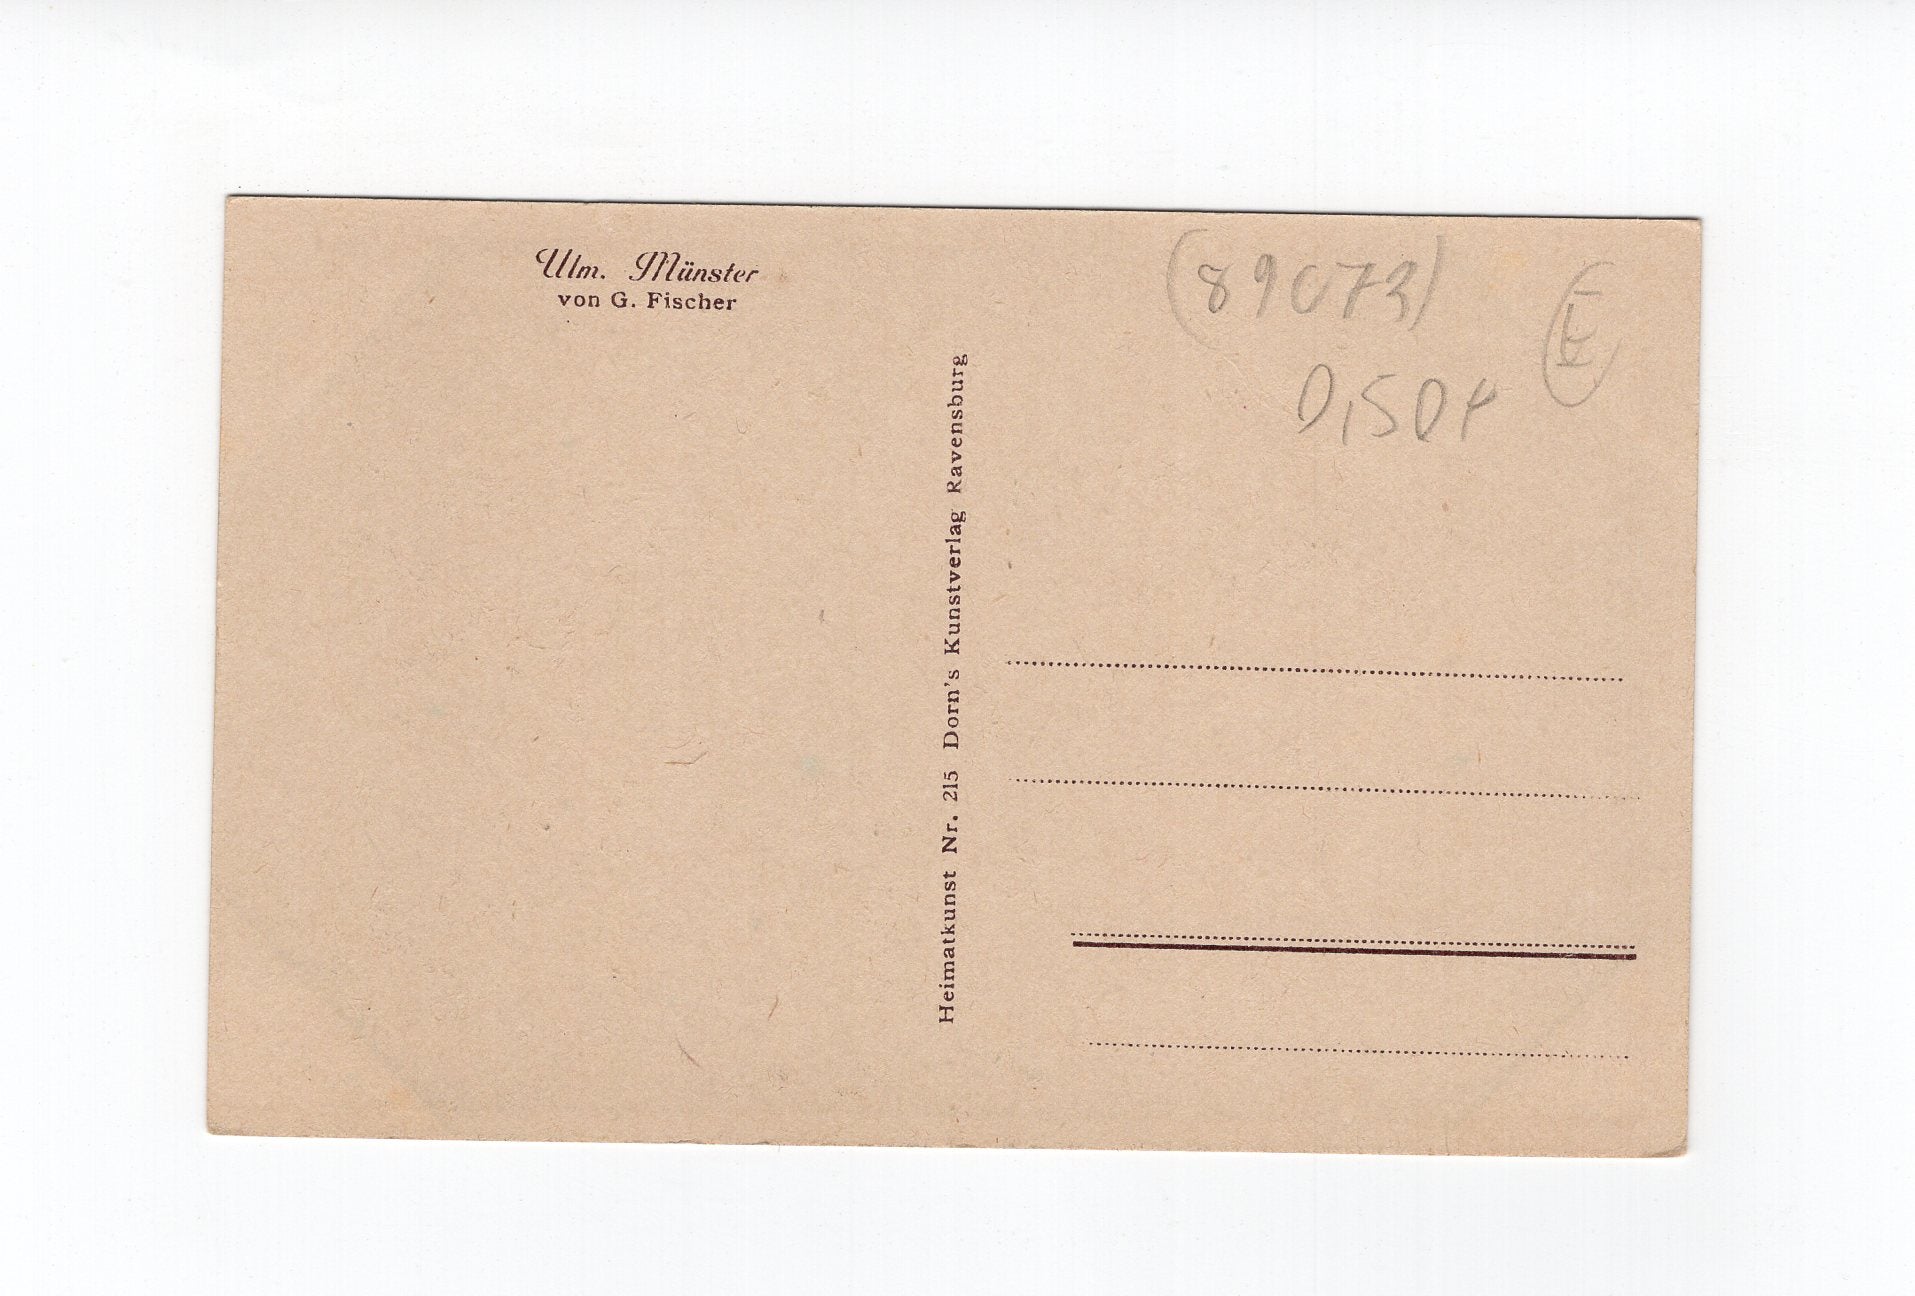 Ulm. Münster
von G. Fischer
Heimatkunst Nr. 215 Dorn's Kunstverlag Ravensburg
(89073)
0,50